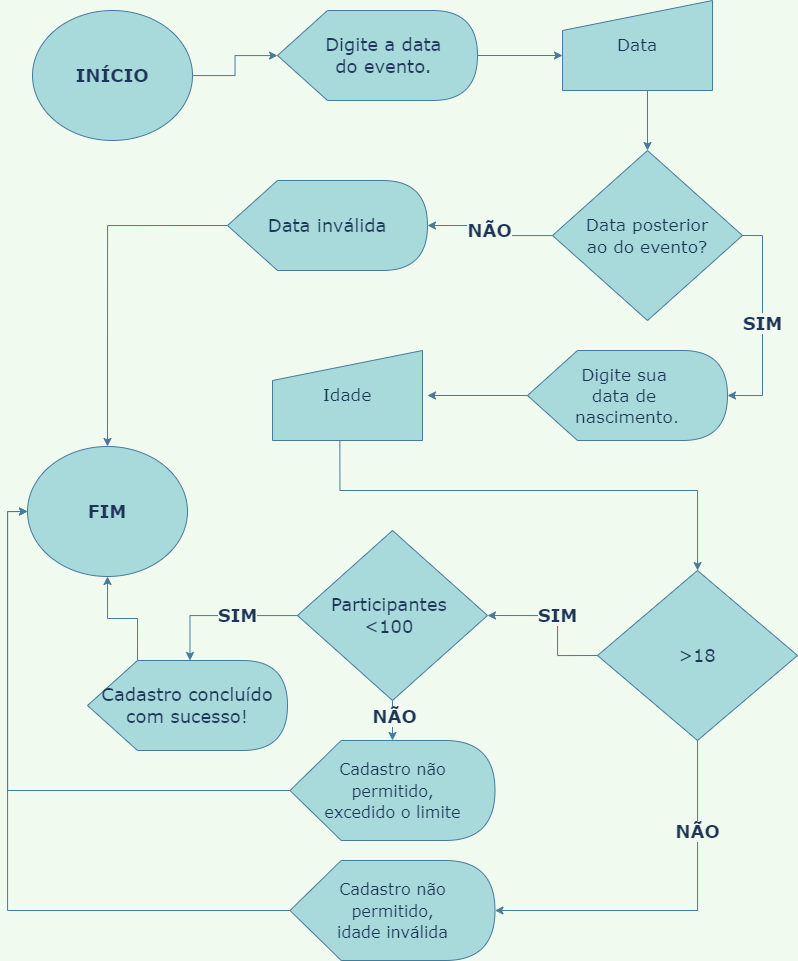 INÍCIO
Digite a data
do evento.
Data
Data posterior
ao do evento?
NÃO
Data inválida
SIM
Digite sua
data de
nascimento.
Idade
FIM
>18
SIM
Participantes
<100
SIM
Cadastro concluído
com sucesso!
NÃO
Cadastro não
permitido,
excedido o limite
NÃO
Cadastro não
permitido,
idade inválida